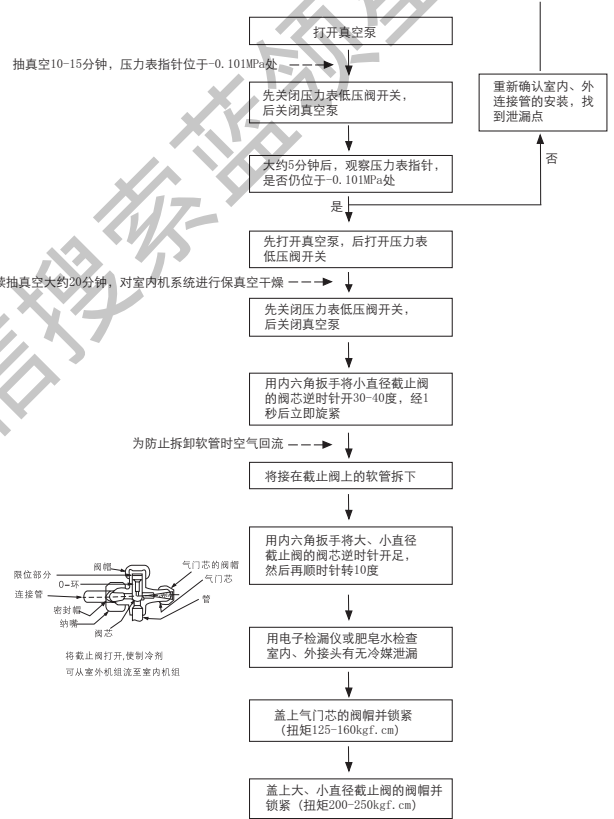 打开真空泵
抽真空10-15分钟，压力表指针位于-0.101MPa处
先关闭压力表低压阀开关，
后关闭真空泵
重新确认室内、外
连接管的安装，找
到泄漏点
大约5分钟后，观察压力表指针，
是否仍位于-0.101MPa处
否
是
先打开真空泵，后打开压力表
低压阀开关
续抽真空大约20分钟，对室内机系统进行保真空干燥
先关闭压力表低压阀开关，
后关闭真空泵
用内六角扳手将小直径截止阀
的阀芯逆时针开30-40度，经1
秒后立即旋紧
为防止拆卸软管时空气回流
将接在截止阀上的软管拆下
用内六角扳手将大、小直径
截止阀的阀芯逆时针开足，
然后再顺时针转10度
阀帽
气门芯的阀帽
限位部分
气门芯
O-环
连接管
管
密封帽
纳嘴
阀芯
将截止阀打开,使制冷剂
可从室外机组流至室内机组
用电子检漏仪或肥皂水检查
室内、外接头有无冷媒泄漏
盖上气门芯的阀帽并锁紧
（扭矩125-160kgf.cm）
盖上大、小直径截止阀的阀帽并
锁紧（扭矩200-250kgf.cm）
信搜索蓝领